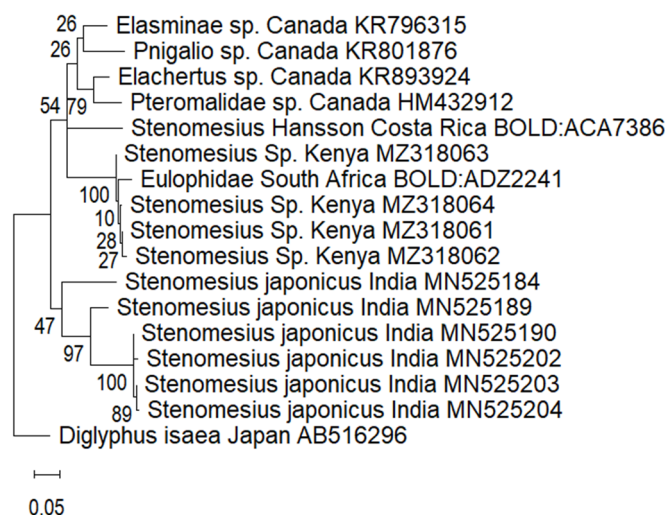 26
Elasminae sp. Canada KR796315
26
Pnigalio sp. Canada KR801876
Elachertus sp. Canada KR893924
54
79
Pteromalidae sp. Canada HM432912
Stenomesius Hansson Costa Rica BOLD:ACA7386
Stenomesius Sp. Kenya MZ318063
Eulophidae South Africa BOLD:ADZ2241
100
Stenomesius Sp. Kenya MZ318064
10
Stenomesius Sp. Kenya MZ318061
28
Stenomesius Sp. Kenya MZ318062
27
Stenomesius japonicus India MN525184
Stenomesius japonicus India MN525189
47
Stenomesius japonicus India MN525190
97
Stenomesius japonicus India MN525202
Stenomesius japonicus India MN525203
100
Stenomesius japonicus India MN525204
89
Diglyphus isaea Japan AB516296
0.05